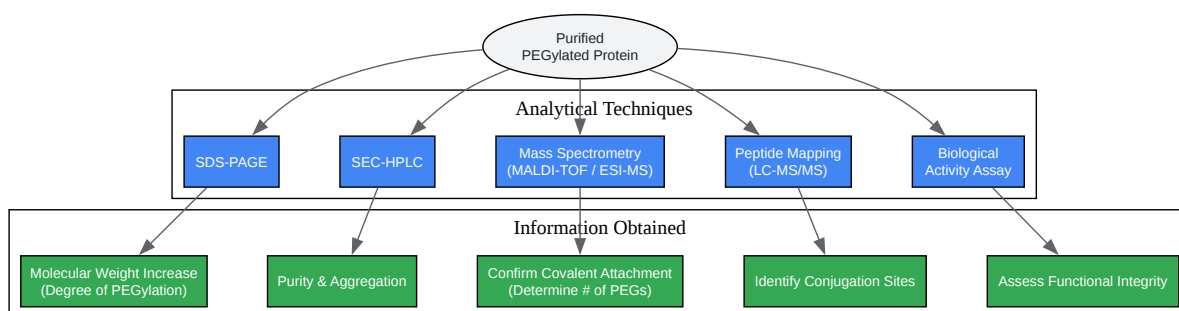 Purified
PEGylated Protein
Analytical Techniques
SDS-PAGE
SEC-HPLC
Mass Spectrometry
(MALDI-TOF / ESI-MS)
Peptide Mapping
(LC-MS/MS)
Biological
Activity Assay
Information Obtained
Molecular Weight Increase
(Degree of PEGylation)
Purity & Aggregation
Confirm Covalent Attachment
(Determine # of PEGs)
Identify Conjugation Sites
Assess Functional Integrity